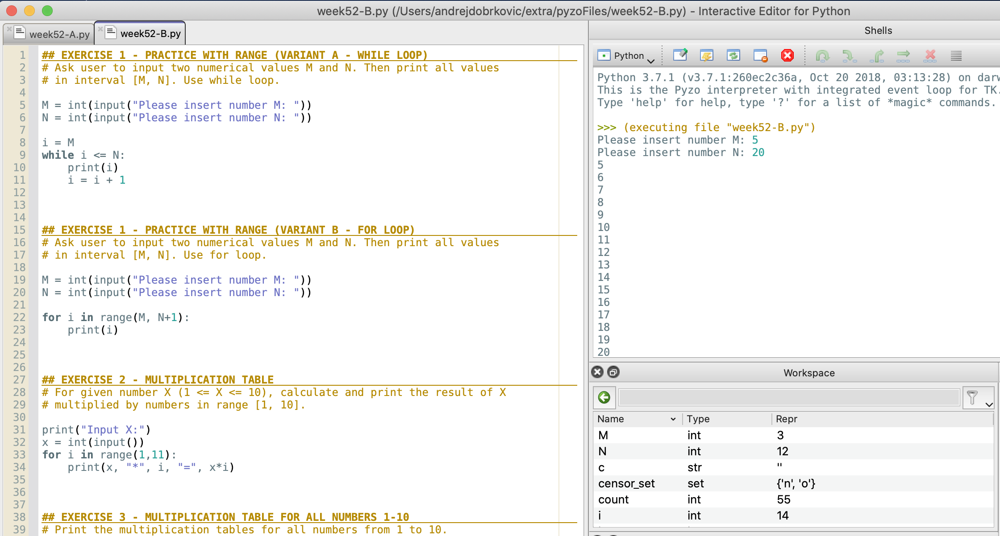 week52-B.py (/Users/andrejdobrkovic/extra/pyzoFiles/week52-B.py) - Interactive Editor for Python
week52-A.py
week52-B.py
1 ## EXERCISE 1 - PRACTICE WITH RANGE (VARIANT A - WHILE LOOP)
2 # Ask user to input two numerical values M and N. Then print all values
3 # in interval [M, N]. Use while loop.
4
5 M = int(input("Please insert number M: "))
6 N = int(input("Please insert number N: "))
7
8 i = M
9 while i <= N:
10     print(i)
11     i = i + 1
12
13
14
15 ## EXERCISE 1 - PRACTICE WITH RANGE (VARIANT B - FOR LOOP)
16 # Ask user to input two numerical values M and N. Then print all values
17 # in interval [M, N]. Use for loop.
18
19 M = int(input("Please insert number M: "))
20 N = int(input("Please insert number N: "))
21
22 for i in range(M, N+1):
23     print(i)
24
25
26
27 ## EXERCISE 2 - MULTIPLICATION TABLE
28 # For given number X (1 <= X <= 10), calculate and print the result of X
29 # multiplied by numbers in range [1, 10].
30
31 print("Input X:")
32 x = int(input())
33 for i in range(1,11):
34     print(x, "*", i, "=", x*i)
35
36
37
38 ## EXERCISE 3 - MULTIPLICATION TABLE FOR ALL NUMBERS 1-10
39 # Print the multiplication tables for all numbers from 1 to 10.
Shells
Python
Python 3.7.1 (v3.7.1:260ec2c36a, Oct 20 2018, 03:13:28) on darw
This is the Pyzo interpreter with integrated event loop for TK.
Type 'help' for help, type '?' for a list of *magic* commands.
>>> (executing file "week52-B.py")
Please insert number M: 5
Please insert number N: 20
5
6
7
8
9
10
11
12
13
14
15
16
17
18
19
20
Workspace
Name Type Repr
M int 3
N int 12
c str ''
censor_set set {'n', 'o'}
count int 55
i int 14